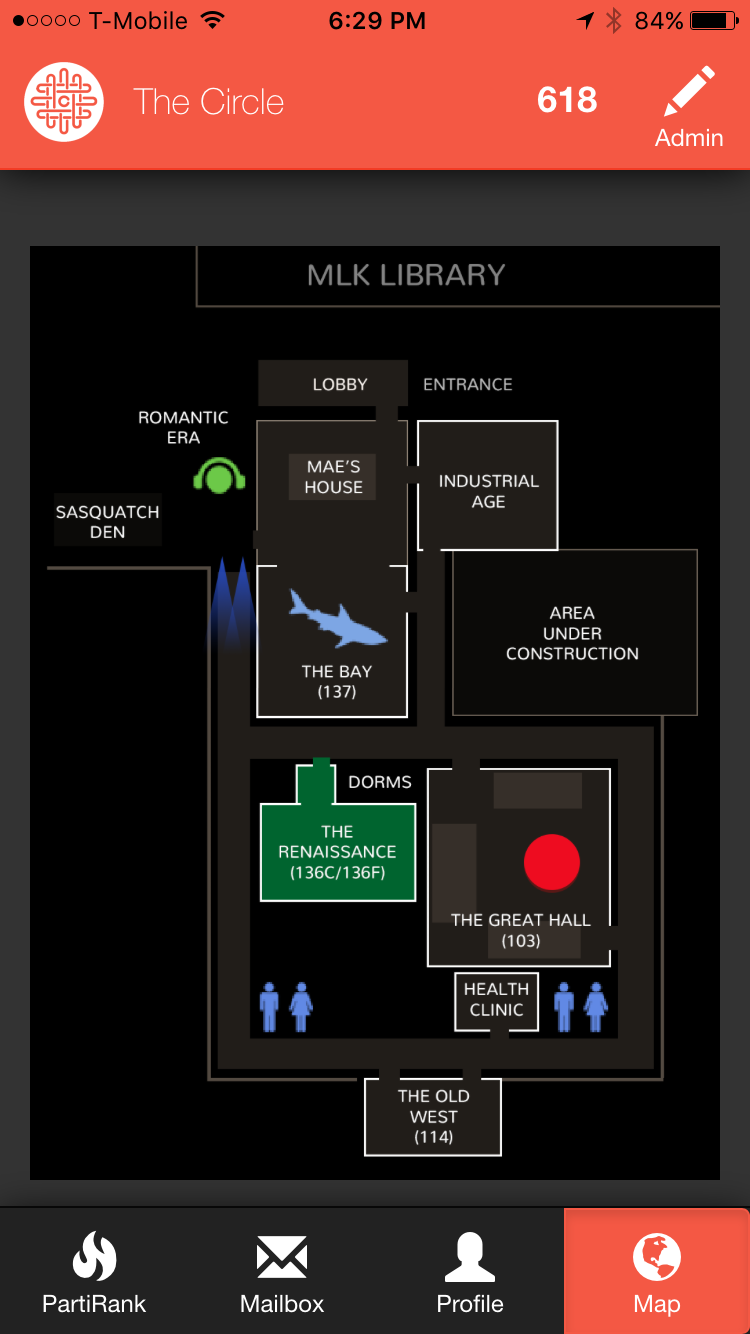 T-Mobile 6:29 PM 84%
The Circle 618
Admin
MLK LIBRARY
LOBBY ENTRANCE
ROMANTIC
ERA
MAE'S
HOUSE
INDUSTRIAL
AGE
SASQUATCH
DEN
AREA
UNDER
CONSTRUCTION
THE BAY
(137)
DORMS
THE
RENAISSANCE
(136C/136F)
THE GREAT HALL
(103)
HEALTH
CLINIC
THE OLD
WEST
(114)
PartiRank Mailbox Profile Map